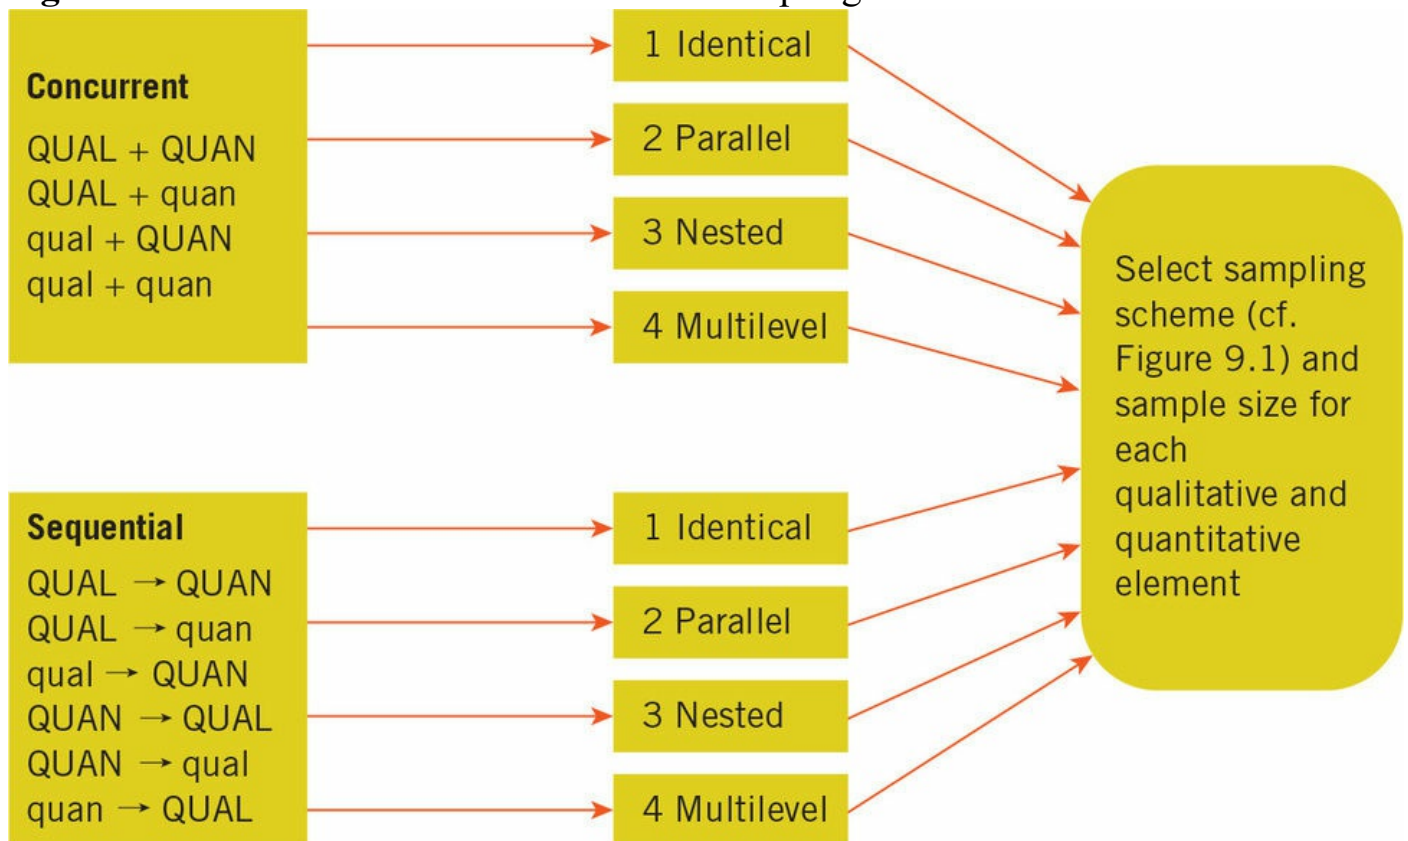 Concurrent
QUAL + QUAN
QUAL + quan
qual + QUAN
qual + quan
1 Identical
2 Parallel
3 Nested
4 Multilevel
Sequential
QUAL → QUAN
QUAL → quan
qual → QUAN
QUAN → QUAL
QUAN → qual
quan → QUAL
1 Identical
2 Parallel
3 Nested
4 Multilevel
Select sampling
scheme (cf.
Figure 9.1) and
sample size for
each
qualitative and
quantitative
element